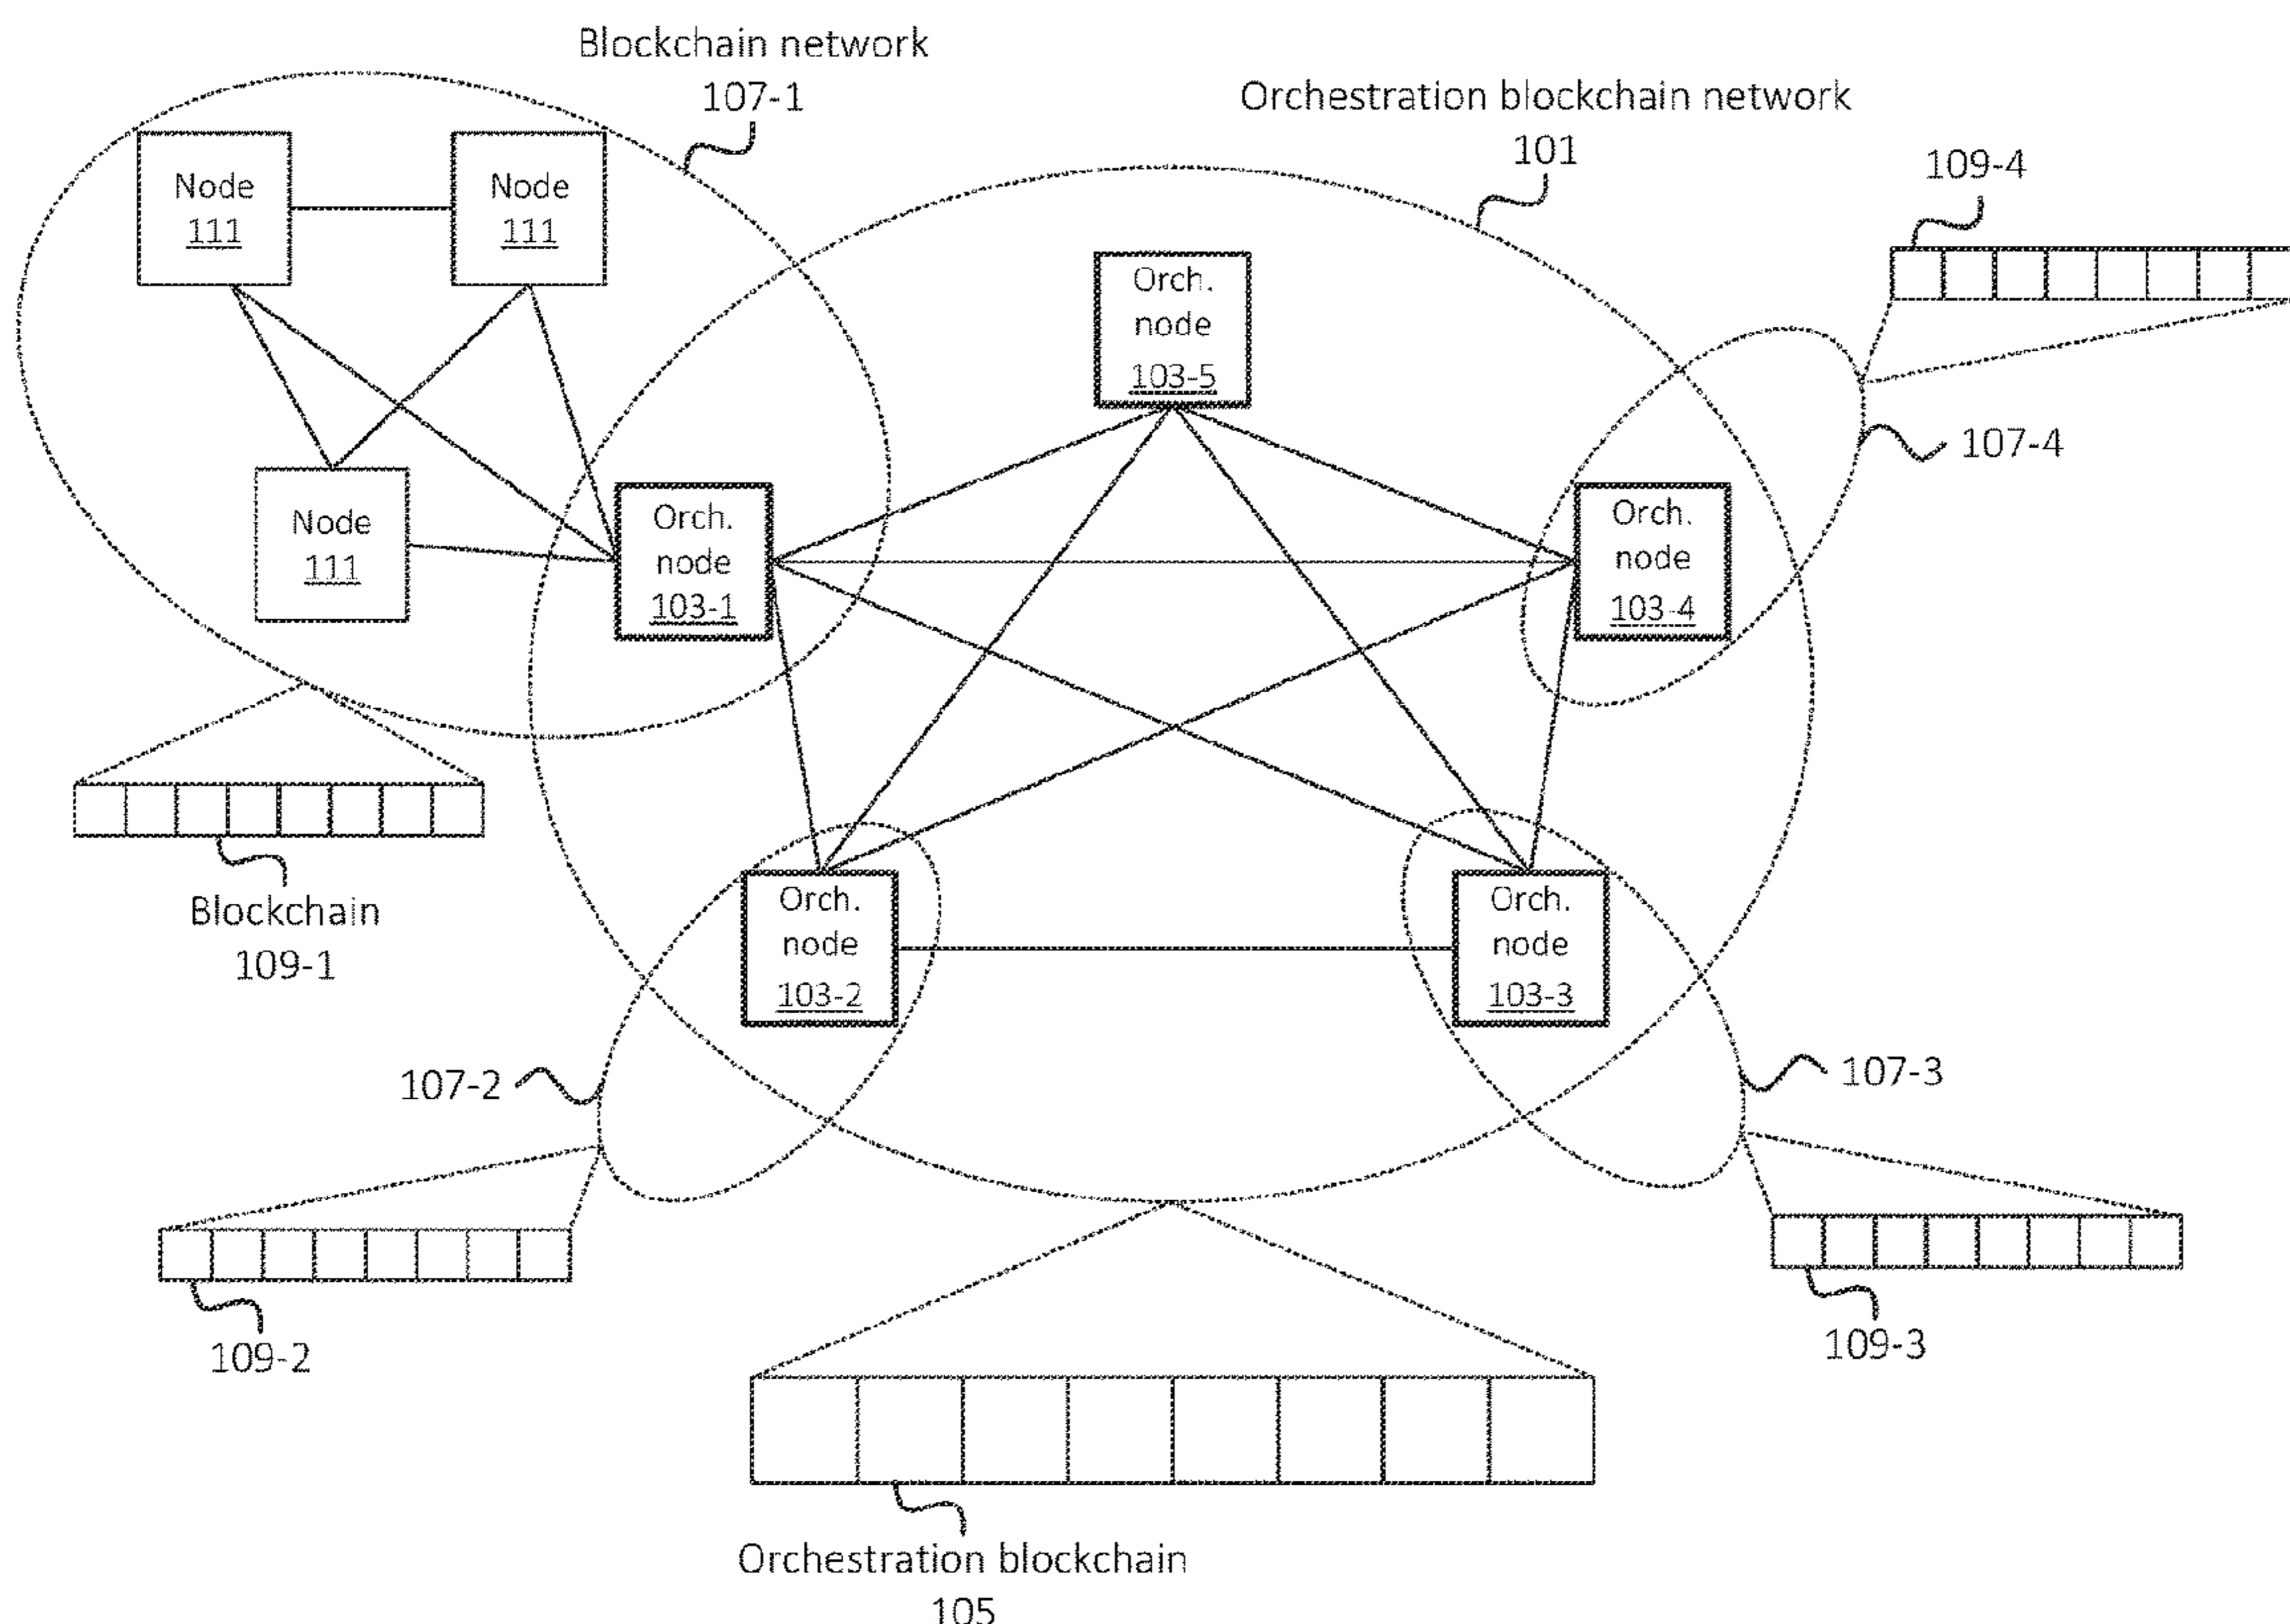 Blockchain network
107-1
Orchestration blockchain network
101
109-4
Node
111
Node
111
Orch.
node
103-5
107-4
Node
111
Orch.
node
103-1
Orch.
node
103-4
Blockchain
109-1
Orch.
node
103-2
Orch.
node
103-3
107-2
107-3
109-2
109-3
Orchestration blockchain
105